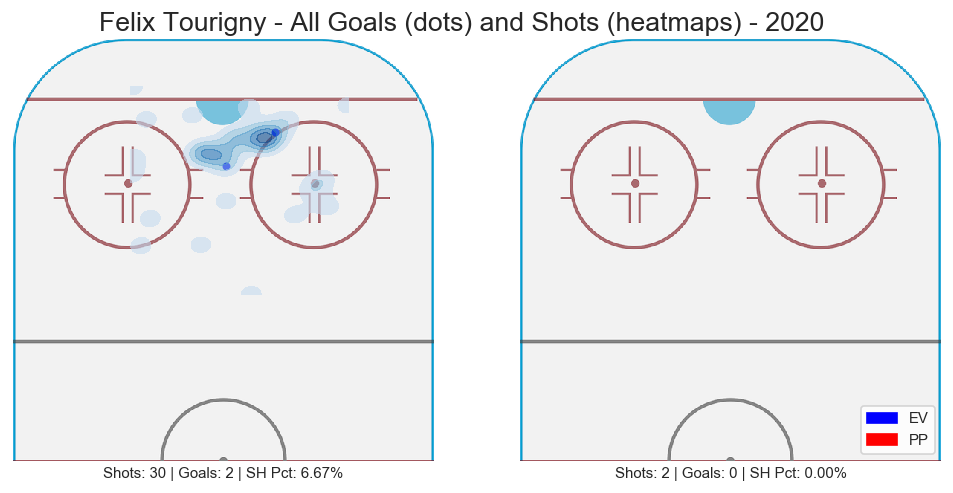 Felix Tourigny - All Goals (dots) and Shots (heatmaps) - 2020
EV
PP
Shots: 30 | Goals: 2 | SH Pct: 6.67%
Shots: 2 | Goals: 0 | SH Pct: 0.00%